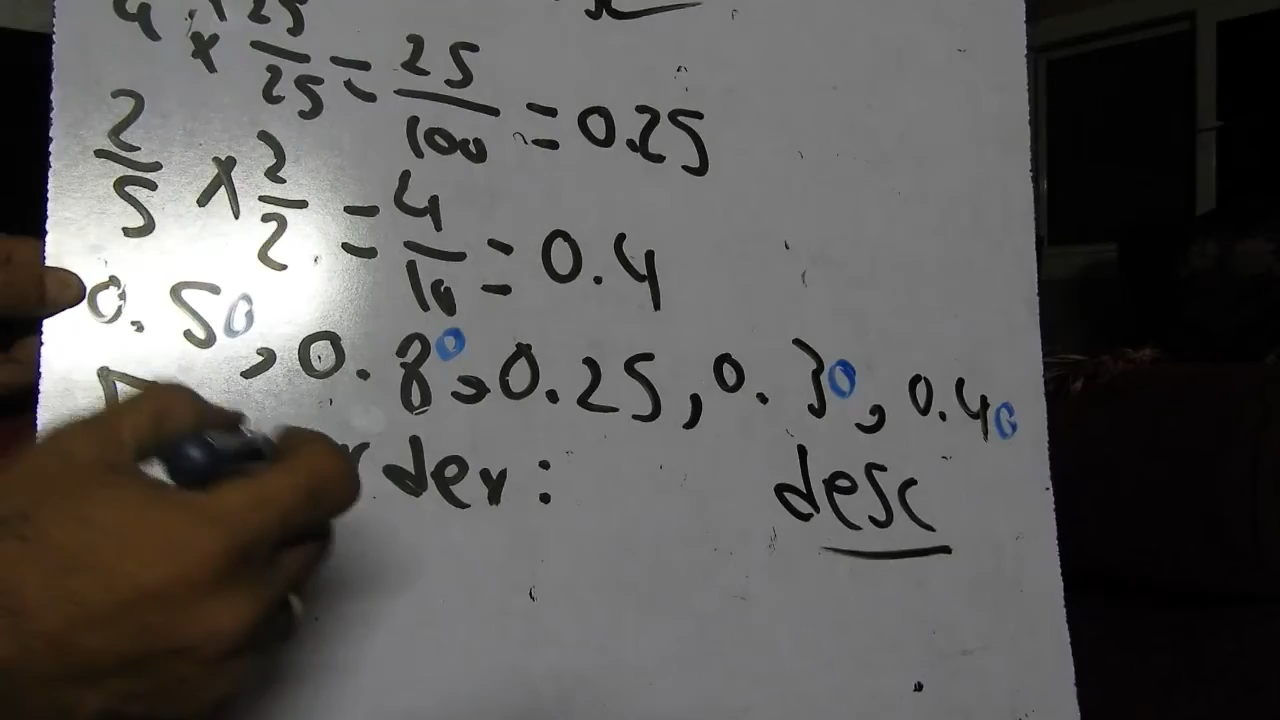 4 × 25/25 = 25/100 = 0.25
2/5 × 2/2 = 4/10 = 0.4
0.50, 0.80, 0.25, 0.30, 0.40
der: desc